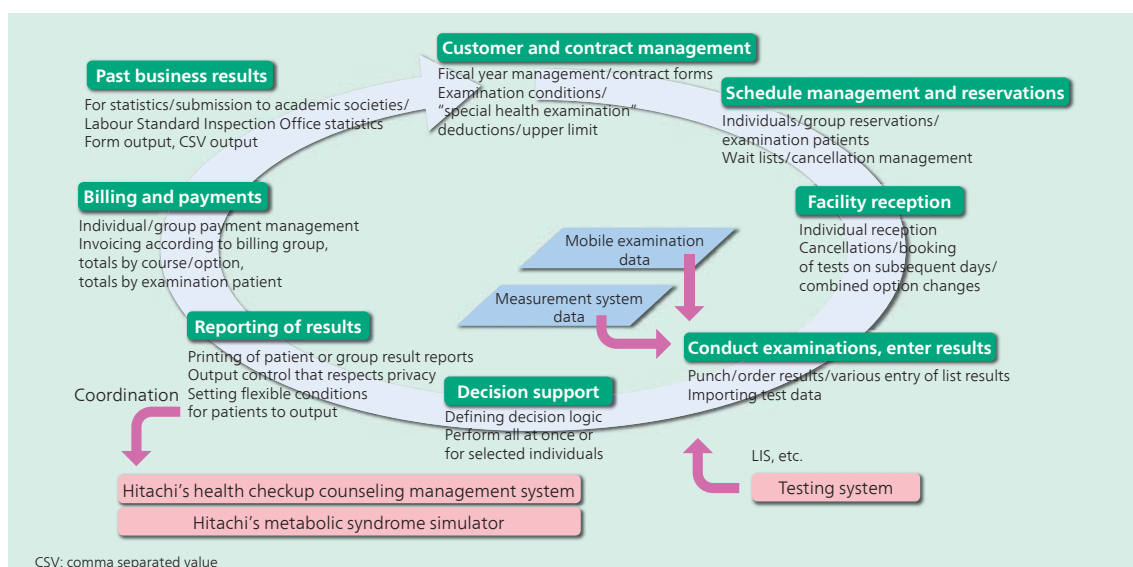 Customer and contract management
Fiscal year management/contract forms
Examination conditions/
“special health examination”
deductions/upper limit
Schedule management and reservations
Individuals/group reservations/
examination patients
Wait lists/cancellation management
Facility reception
Individual reception
Cancellations/booking
of tests on subsequent days/
combined option changes
Mobile examination
data
Measurement system
data
Conduct examinations, enter results
Punch/order results/various entry of list results
Importing test data
LIS, etc.
Testing system
Decision support
Defining decision logic
Perform all at once or
for selected individuals
Reporting of results
Printing of patient or group result reports
Output control that respects privacy
Setting flexible conditions
for patients to output
Coordination
Hitachi’s health checkup counseling management system
Hitachi’s metabolic syndrome simulator
Billing and payments
Individual/group payment management
Invoicing according to billing group,
totals by course/option,
totals by examination patient
Past business results
For statistics/submission to academic societies/
Labour Standard Inspection Office statistics
Form output, CSV output
CSV: comma separated value